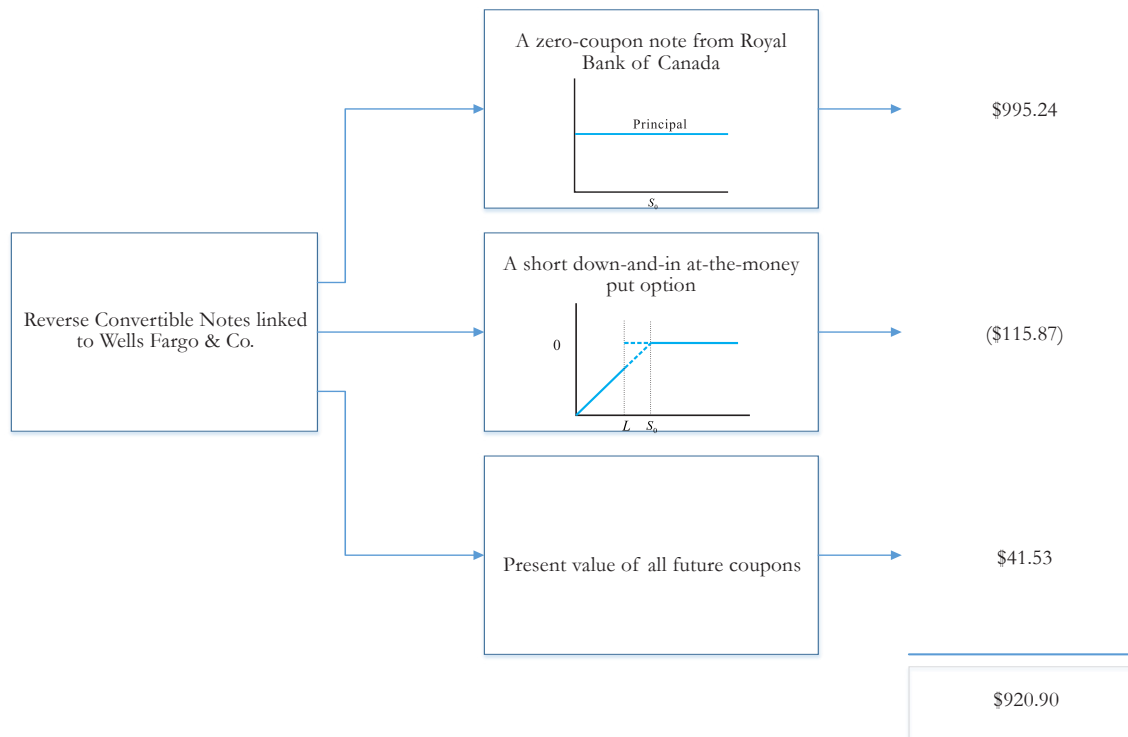 A zero-coupon note from Royal
Bank of Canada
Principal
S₀
$995.24
Reverse Convertible Notes linked
to Wells Fargo & Co.
A short down-and-in at-the-money
put option
0
L S₀
($115.87)
Present value of all future coupons
$41.53
$920.90